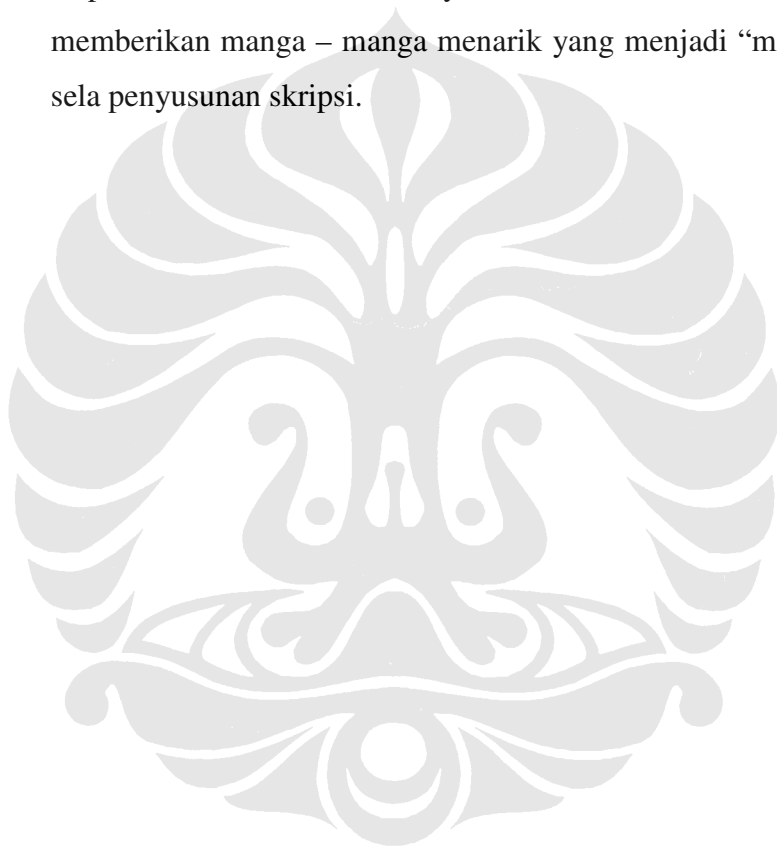 memberikan manga – manga menarik yang menjadi “m
sela penyusunan skripsi.